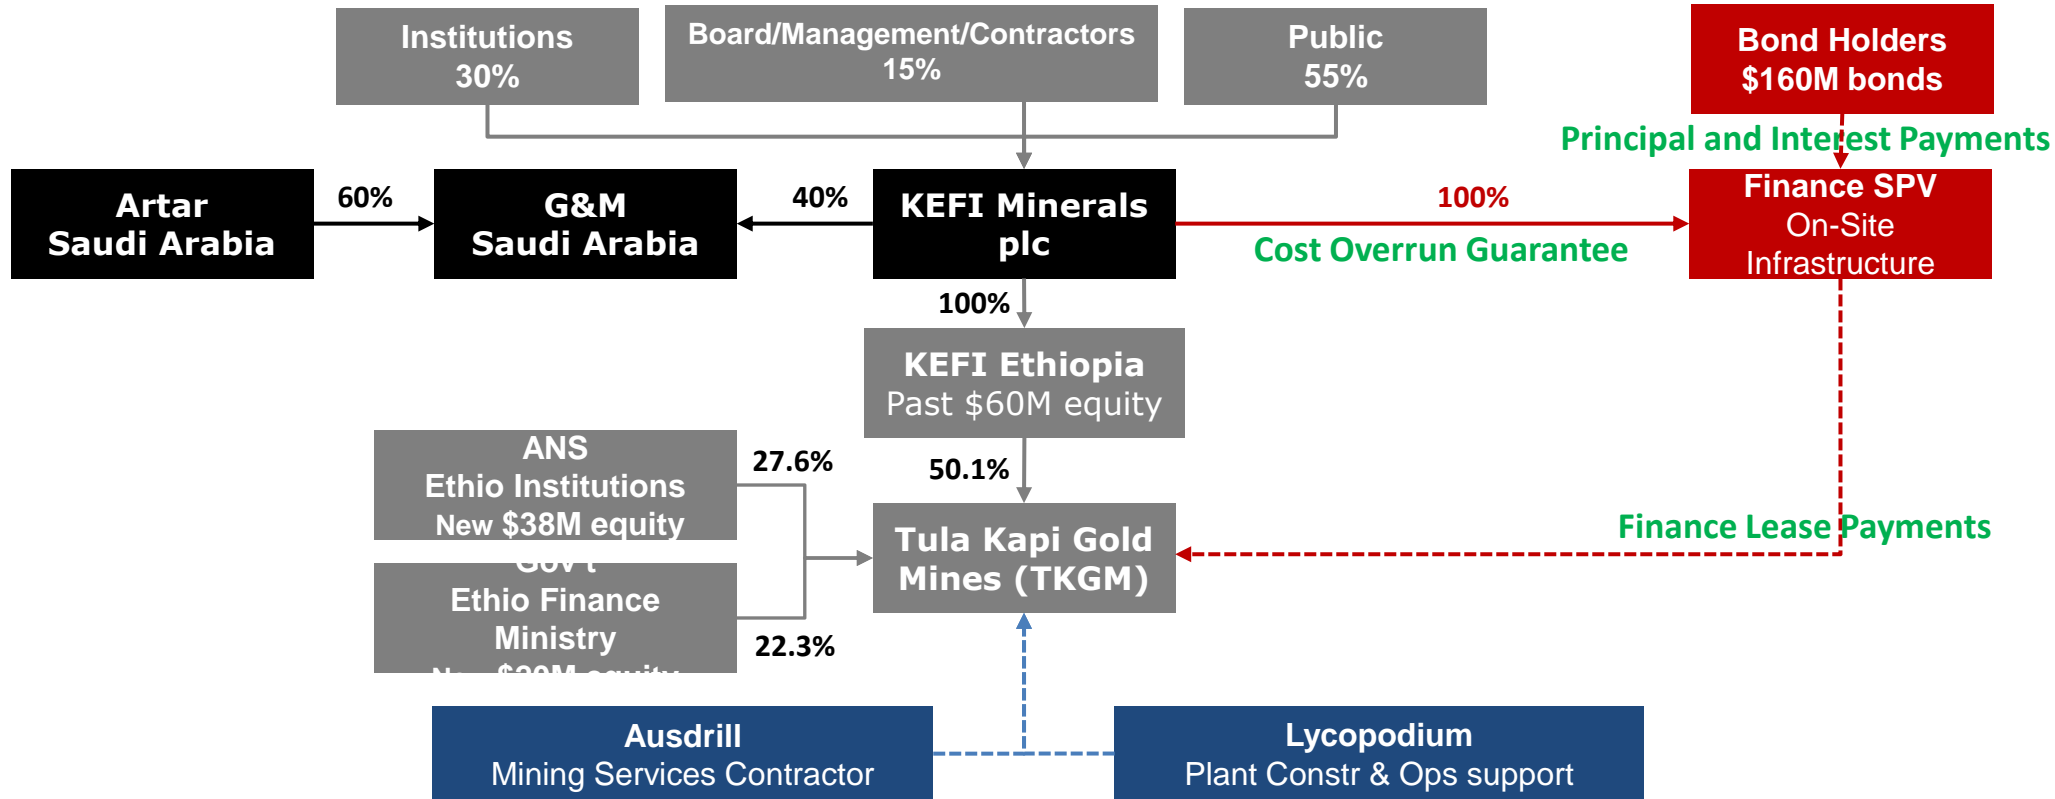 Institutions
30%
Board/Management/Contractors
15%
Public
55%
Bond Holders
$160M bonds
Principal and Interest Payments
Artar
Saudi Arabia
60%
G&M
Saudi Arabia
40%
KEFI Minerals
plc
100%
Cost Overrun Guarantee
Finance SPV
On-Site
Infrastructure
100%
KEFI Ethiopia
Past $60M equity
50.1%
ANS
Ethio Institutions
New $38M equity
27.6%
Gov't
Ethio Finance
Ministry
equity
22.3%
Tula Kapi Gold
Mines (TKGM)
Finance Lease Payments
Ausdrill
Mining Services Contractor
Lycopodium
Plant Constr & Ops support